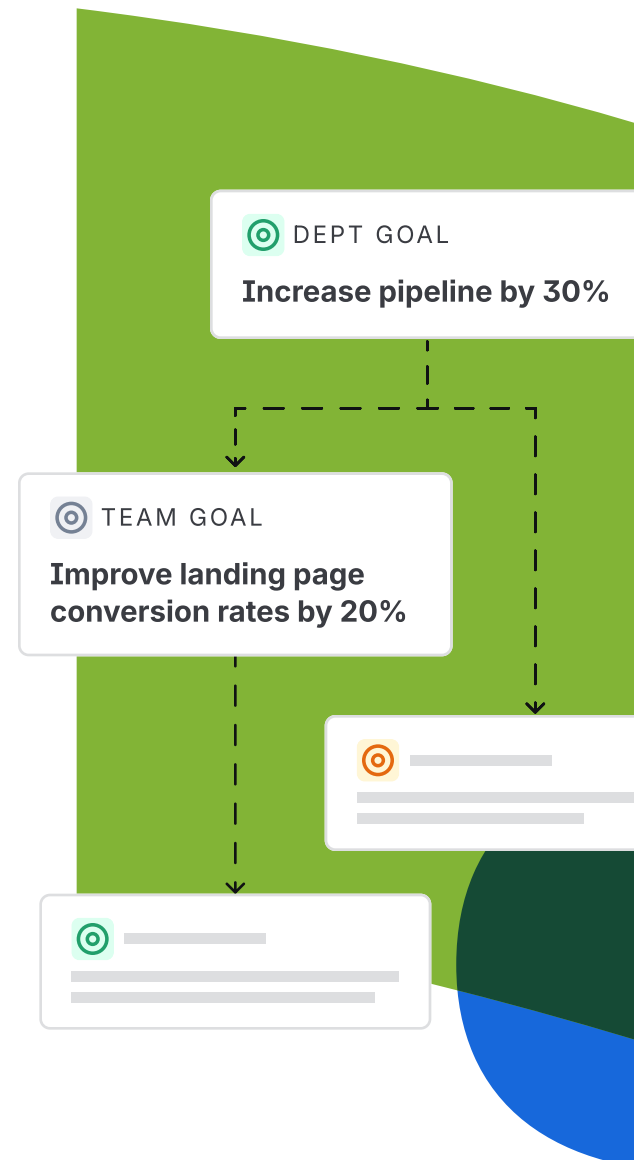 DEPT GOAL
Increase pipeline by 30%
TEAM GOAL
Improve landing page
conversion rates by 20%